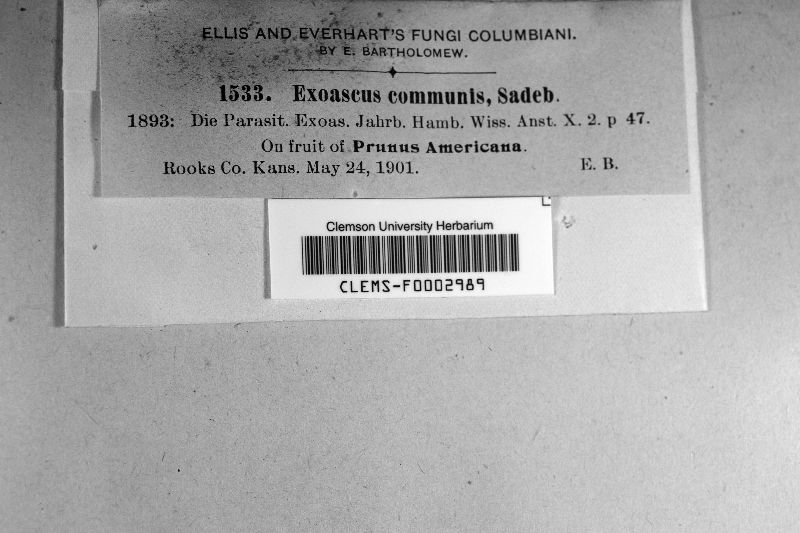 ELLIS AND EVERHART'S FUNGI COLUMBIANI.
BY E. BARTHOLOMEW.
1533. Exoascus communis, Sadeb.
1893: Die Parasit. Exoas. Jahrb. Hamb. Wiss. Anst. X. 2. p 47.
On fruit of Prunus Americana.
Rooks Co. Kans. May 24, 1901. E. B.
Clemson University Herbarium
CLEMS-F0002989